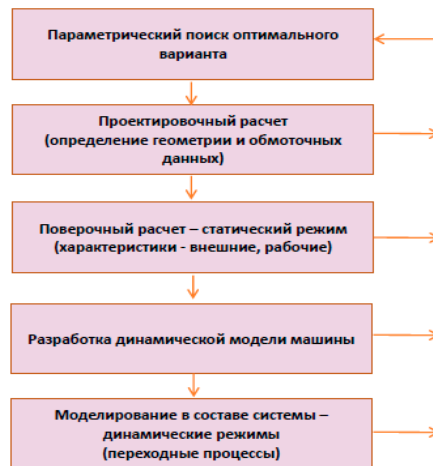 Параметрический поиск оптимального
варианта
Проектировочный расчет
(определение геометрии и обмоточных
данных)
Поверочный расчет – статический режим
(характеристики - внешние, рабочие)
Разработка динамической модели машины
Моделирование в составе системы –
динамические режимы
(переходные процессы)